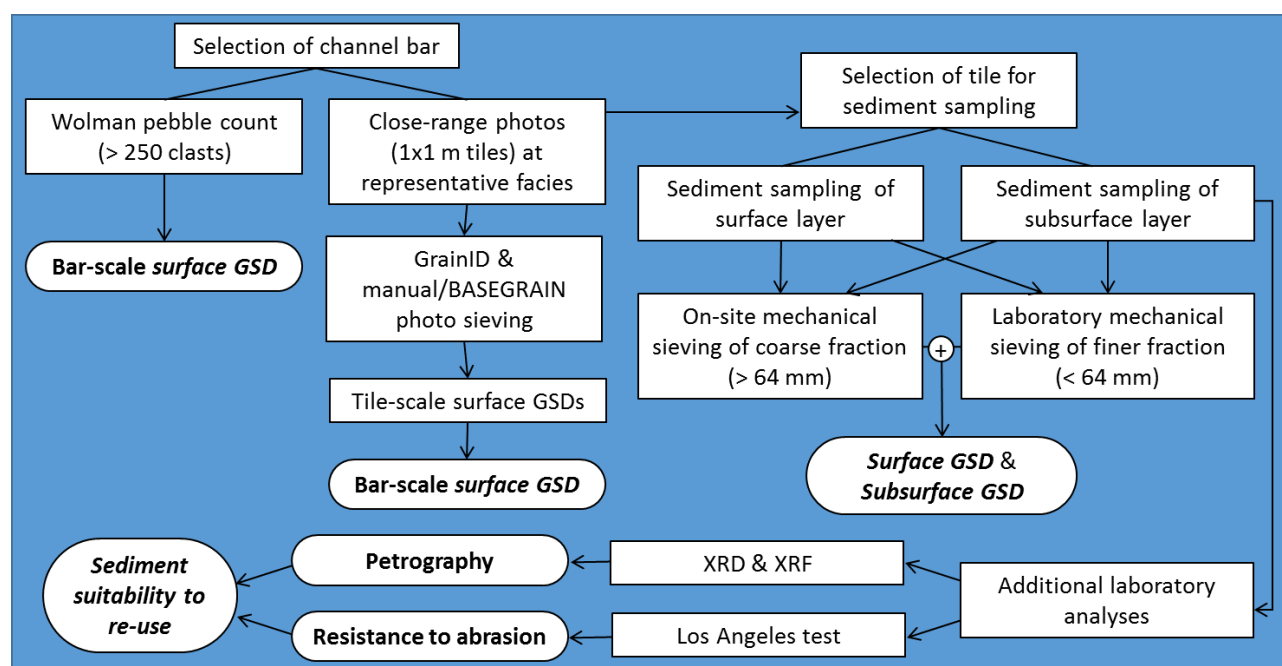 Selection of channel bar
Wolman pebble count
(> 250 clasts)
Bar-scale surface GSD
Close-range photos
(1x1 m tiles) at
representative facies
GrainID &
manual/BASEGRAIN
photo sieving
Tile-scale surface GSDs
Bar-scale surface GSD
Selection of tile for
sediment sampling
Sediment sampling of
surface layer
Sediment sampling of
subsurface layer
On-site mechanical
sieving of coarse fraction
(> 64 mm)
+
Laboratory mechanical
sieving of finer fraction
(< 64 mm)
Surface GSD &
Subsurface GSD
Additional laboratory
analyses
XRD & XRF
Los Angeles test
Petrography
Resistance to abrasion
Sediment
suitability to
re-use